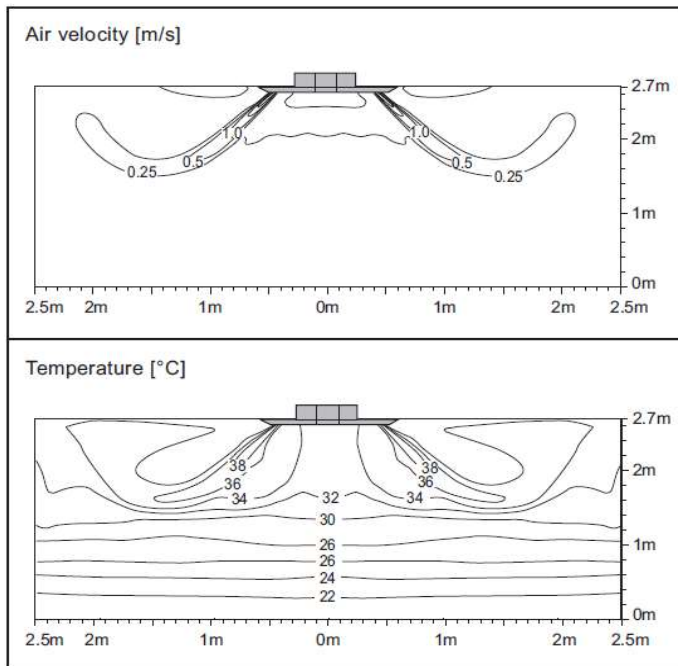 Air velocity [m/s]
2.7m
1.0 1.0
2m
0.5 0.5
0.25 0.25
1m
0m
2.5m 2m 1m 0m 1m 2m 2.5m
Temperature [°C]
2.7m
38 38
2m
36 36
34 32 34
30
26
1m
26
24
22
0m
2.5m 2m 1m 0m 1m 2m 2.5m